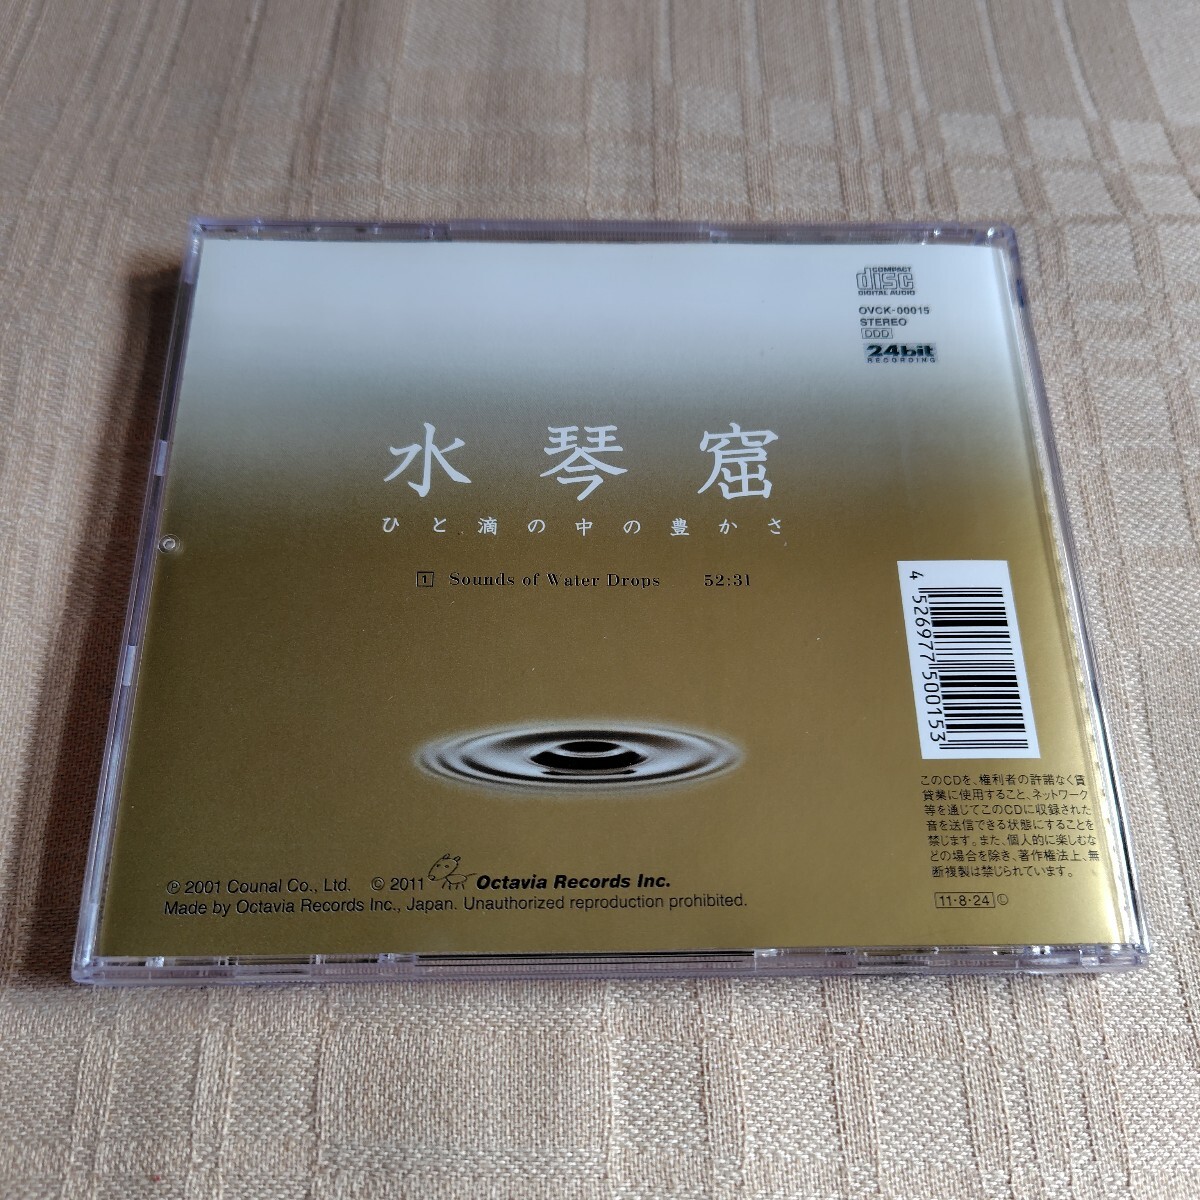 COMPACT
disc
DIGITAL AUDIO
OVCK-00015
STEREO
DDD
24bit
RECORDING
水琴窟
ひと滴の中の豊かさ
1 Sounds of Water Drops 52:31
4 526977 500153
このCDを、権利者の許諾なく賃
貸業に使用すること、ネットワーク
等を通じてこのCDに収録された
音を送信できる状態にすることを
禁じます。また、個人的に楽しむな
どの場合を除き、著作権法上、無
断複製は禁じられています。
11・8・24 Ⓛ
℗ 2001 Counal Co., Ltd. © 2011 Octavia Records Inc.
Made by Octavia Records Inc., Japan. Unauthorized reproduction prohibited.